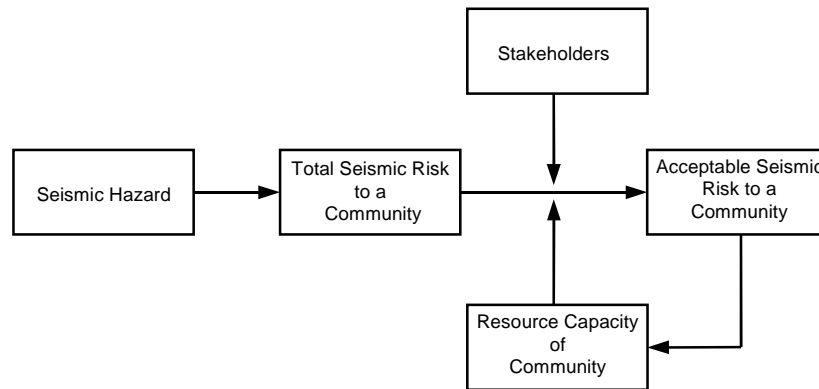 Stakeholders
Seismic Hazard
Total Seismic Risk
to a
Community
Acceptable Seismic
Risk to a
Community
Resource Capacity
of
Community